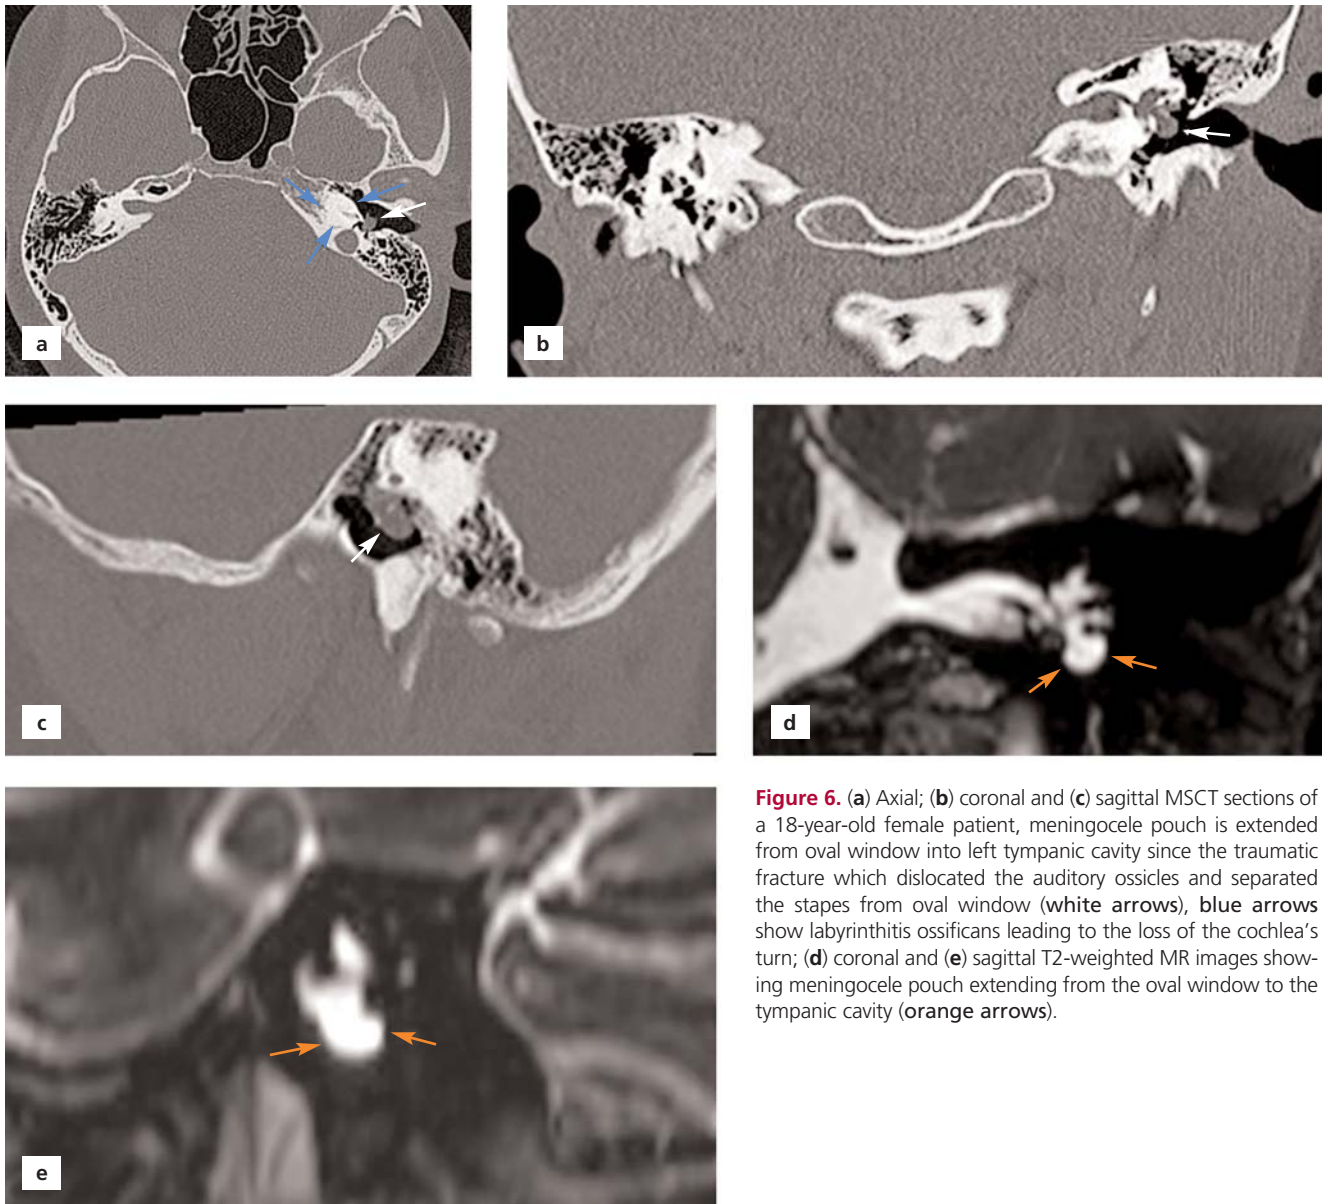 a
b
c
d
e
Figure 6. (a) Axial; (b) coronal and (c) sagittal MSCT sections of
a 18-year-old female patient, meningocele pouch is extended
from oval window into left tympanic cavity since the traumatic
fracture which dislocated the auditory ossicles and separated
the stapes from oval window (white arrows), blue arrows
show labyrinthitis ossificans leading to the loss of the cochlea's
turn; (d) coronal and (e) sagittal T2-weighted MR images show-
ing meningocele pouch extending from the oval window to the
tympanic cavity (orange arrows).